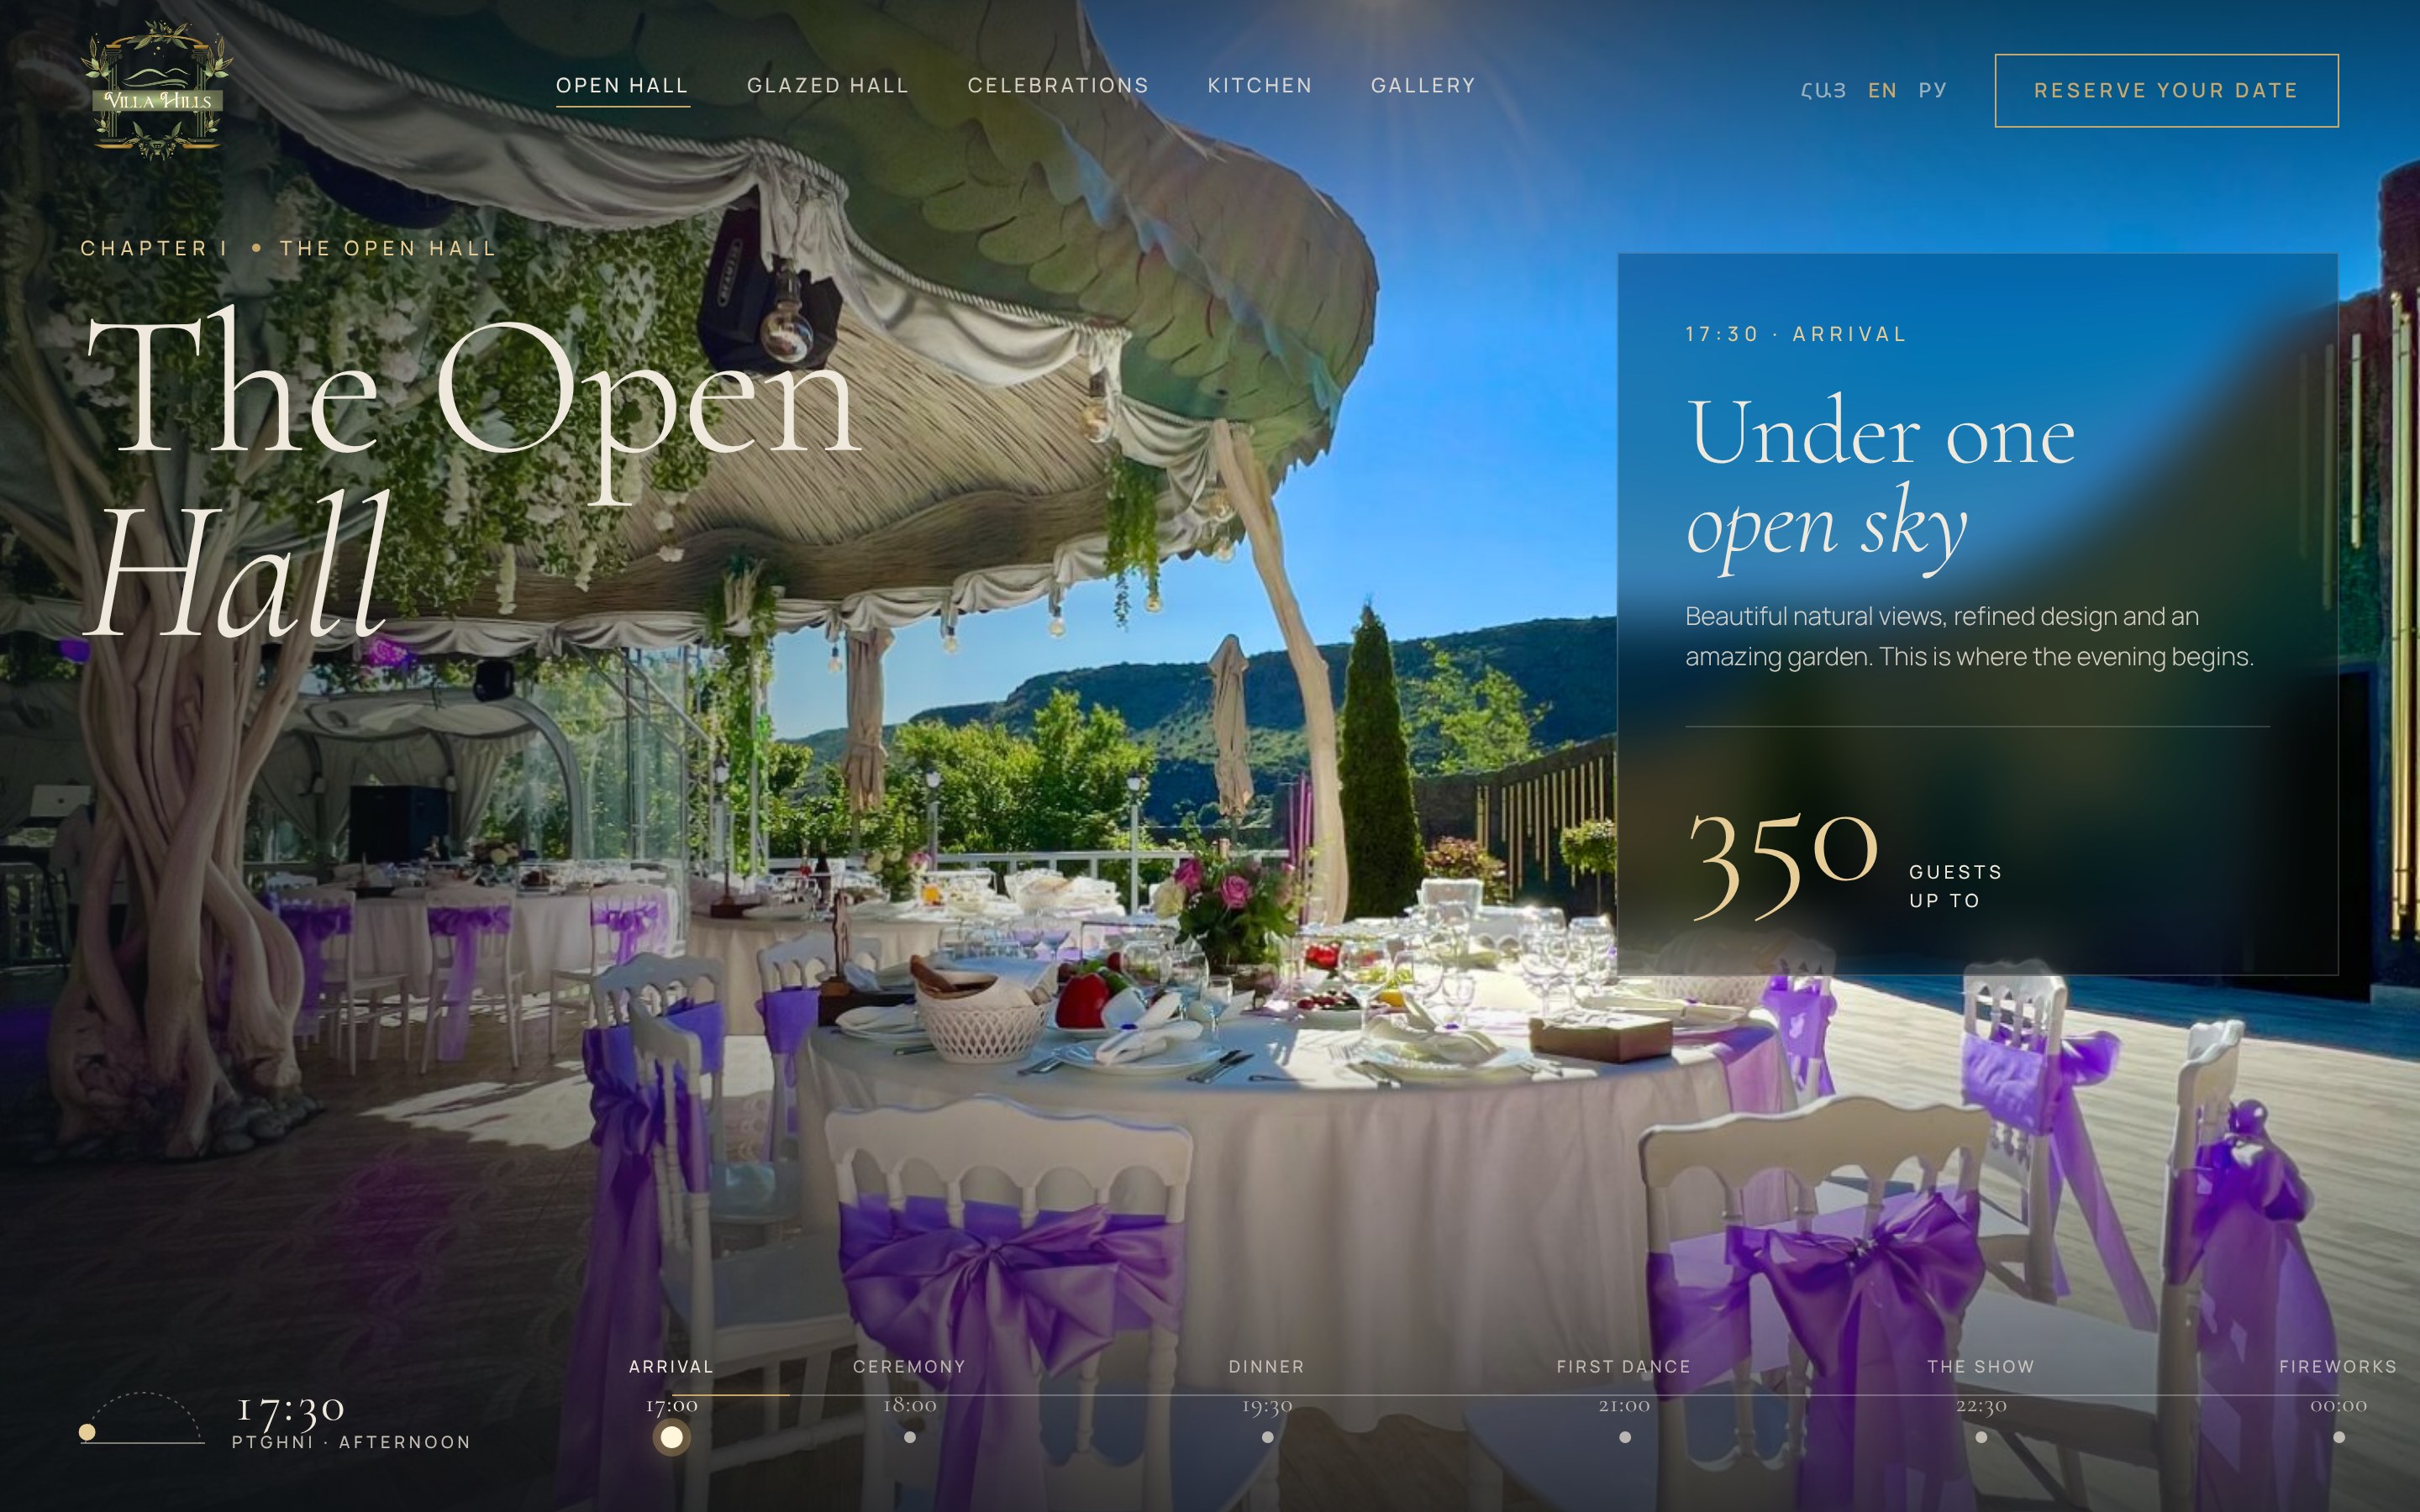 VILLA HILLS
OPEN HALL
GLAZED HALL
CELEBRATIONS
KITCHEN
GALLERY
ՀԱՅ EN РУ
RESERVE YOUR DATE
CHAPTER I • THE OPEN HALL
The Open
Hall
17:30 · ARRIVAL
Under one
open sky
Beautiful natural views, refined design and an
amazing garden. This is where the evening begins.
350
GUESTS
UP TO
17:30
PTGHNI · AFTERNOON
ARRIVAL
17:00
CEREMONY
18:00
DINNER
19:30
FIRST DANCE
21:00
THE SHOW
22:30
FIREWORKS
00:00